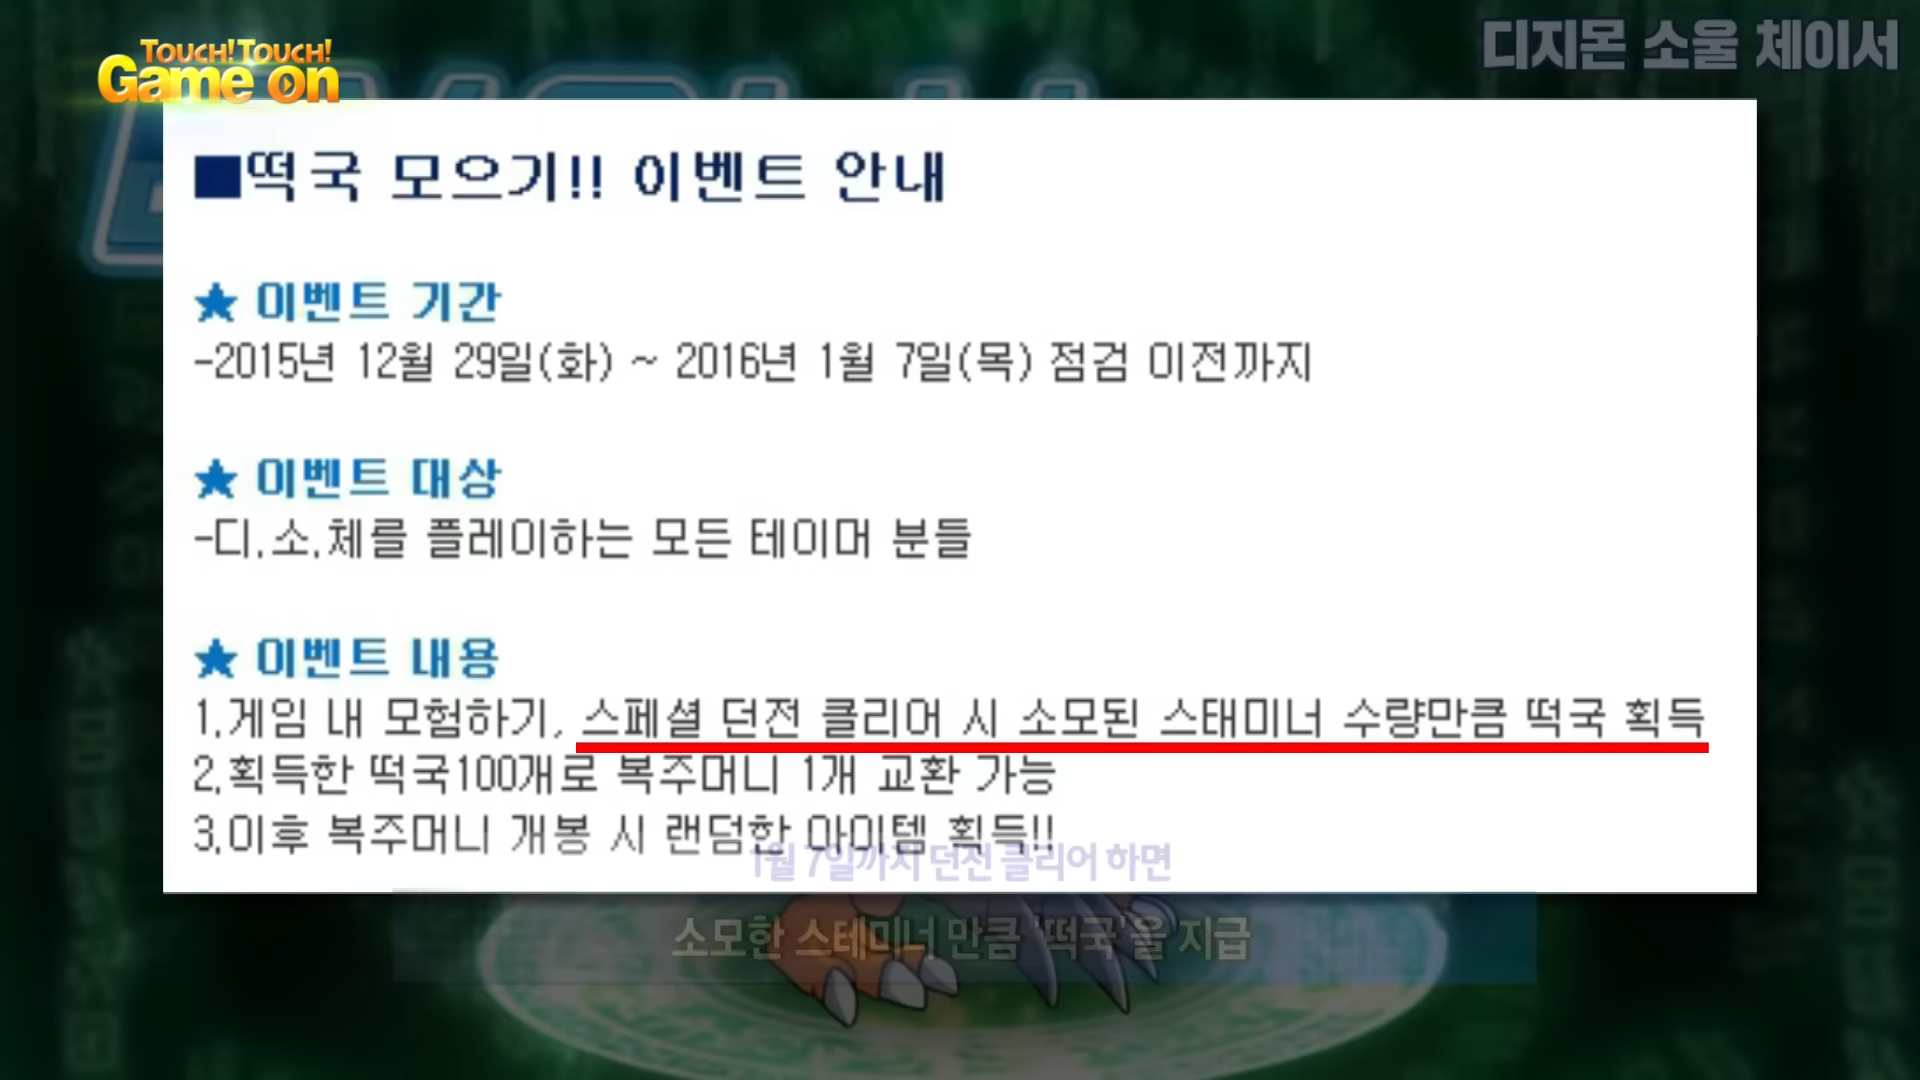 TOUCH!TOUCH!
Game on
디지몬 소울 체이서
■떡국 모으기!! 이벤트 안내
★ 이벤트 기간
-2015년 12월 29일(화) ~ 2016년 1월 7일(목) 점검 이전까지
★ 이벤트 대상
-디.소.체를 플레이하는 모든 테이머 분들
★ 이벤트 내용
1.게임 내 모험하기, 스페셜 던전 클리어 시 소모된 스태미너 수량만큼 떡국 획득
2.획득한 떡국100개로 복주머니 1개 교환 가능
3.이후 복주머니 개봉 시 랜덤한 아이템 획득!!
1월 7일까지 던전 클리어 하면
소모한 스테미너 만큼 '떡국'을 지급